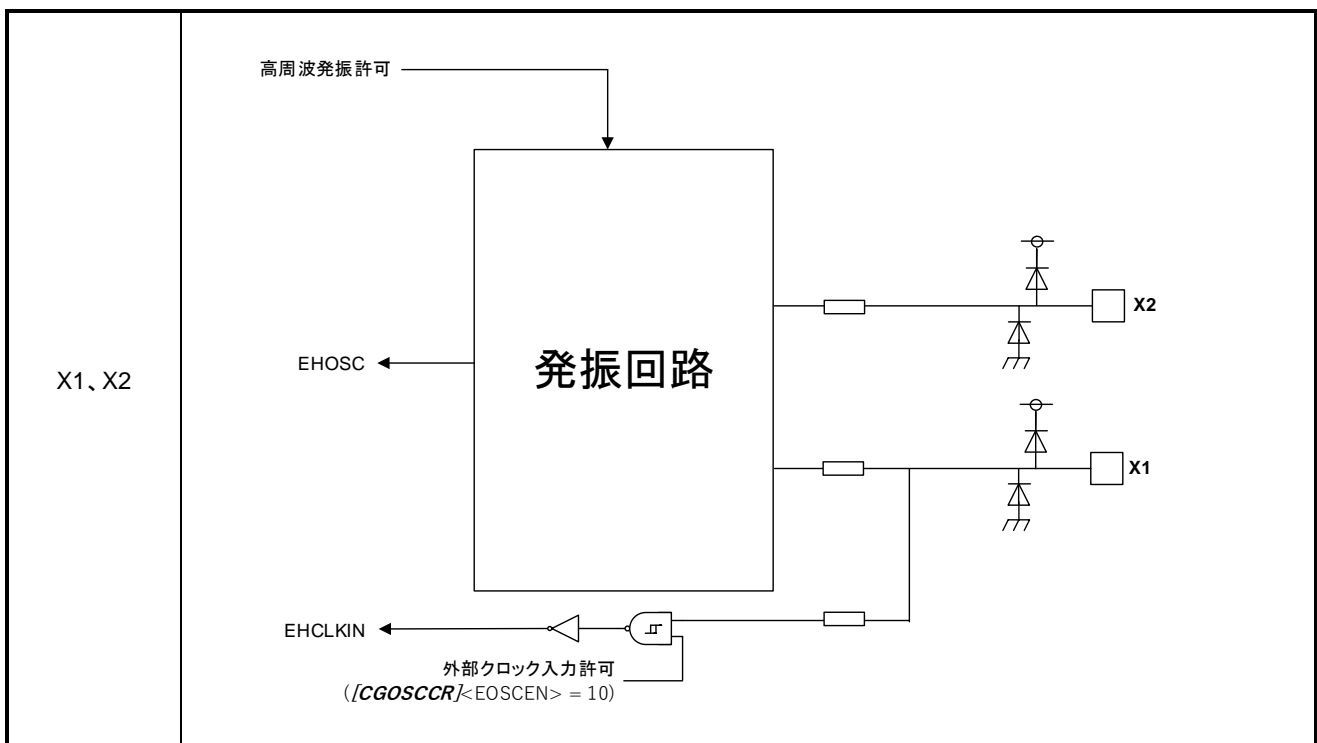 X1、X2
高周波発振許可
X2
EHOSC
発振回路
X1
EHCLKIN
外部クロック入力許可
([CGOSCCR]<EOSCEN> = 10)